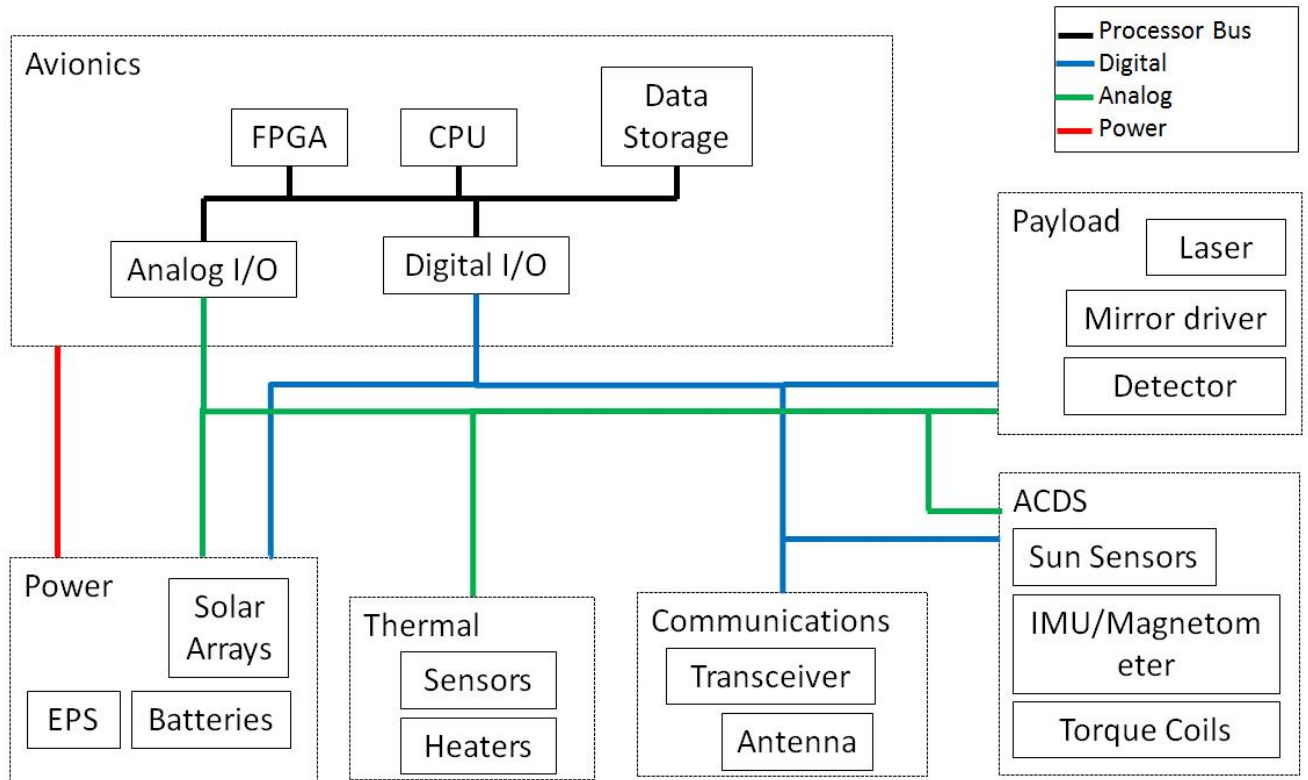 Processor Bus
Digital
Analog
Power
Avionics
Data
Storage
FPGA
CPU
Analog I/O
Digital I/O
Payload
Laser
Mirror driver
Detector
ACDS
Sun Sensors
IMU/Magnetom
eter
Torque Coils
Power
Solar
Arrays
EPS
Batteries
Thermal
Sensors
Heaters
Communications
Transceiver
Antenna